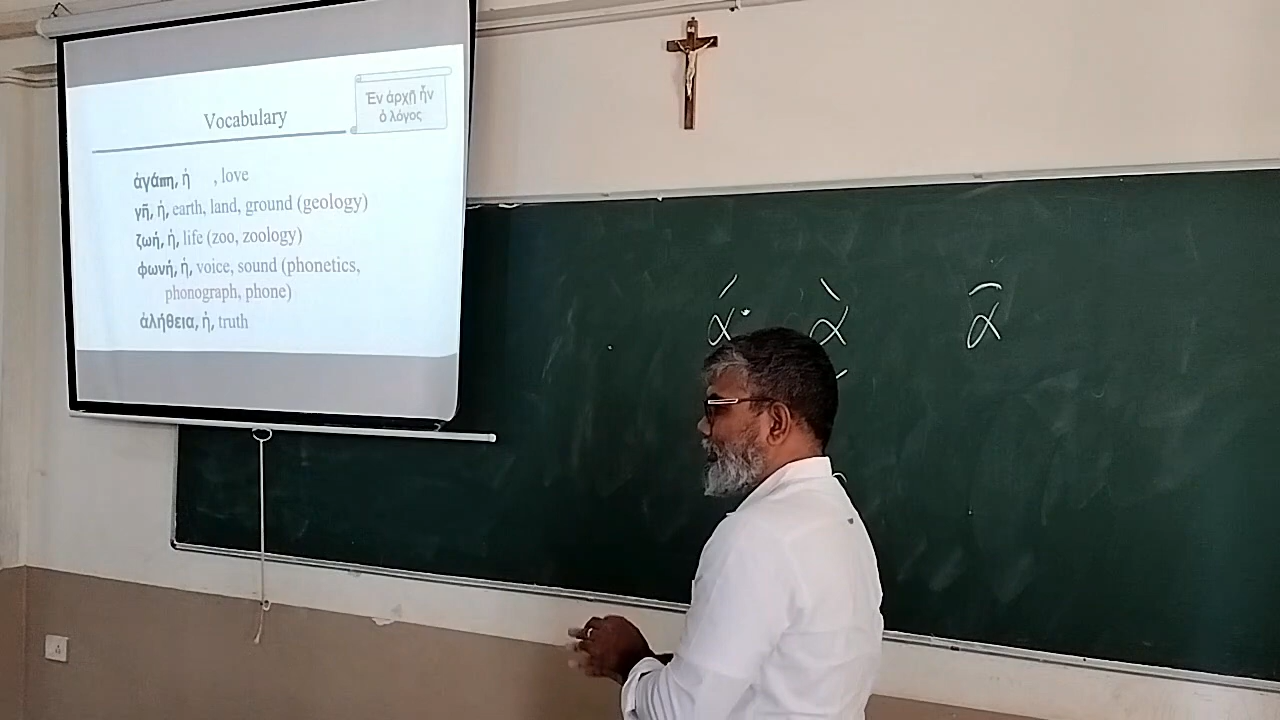 Vocabulary
Ἐν ἀρχῇ ἦν
ὁ λόγος
ἀγάπη, ἡ , love
γῆ, ἡ, earth, land, ground (geology)
ζωή, ἡ, life (zoo, zoology)
φωνή, ἡ, voice, sound (phonetics,
phonograph, phone)
ἀλήθεια, ἡ, truth
ά ὰ ᾶ